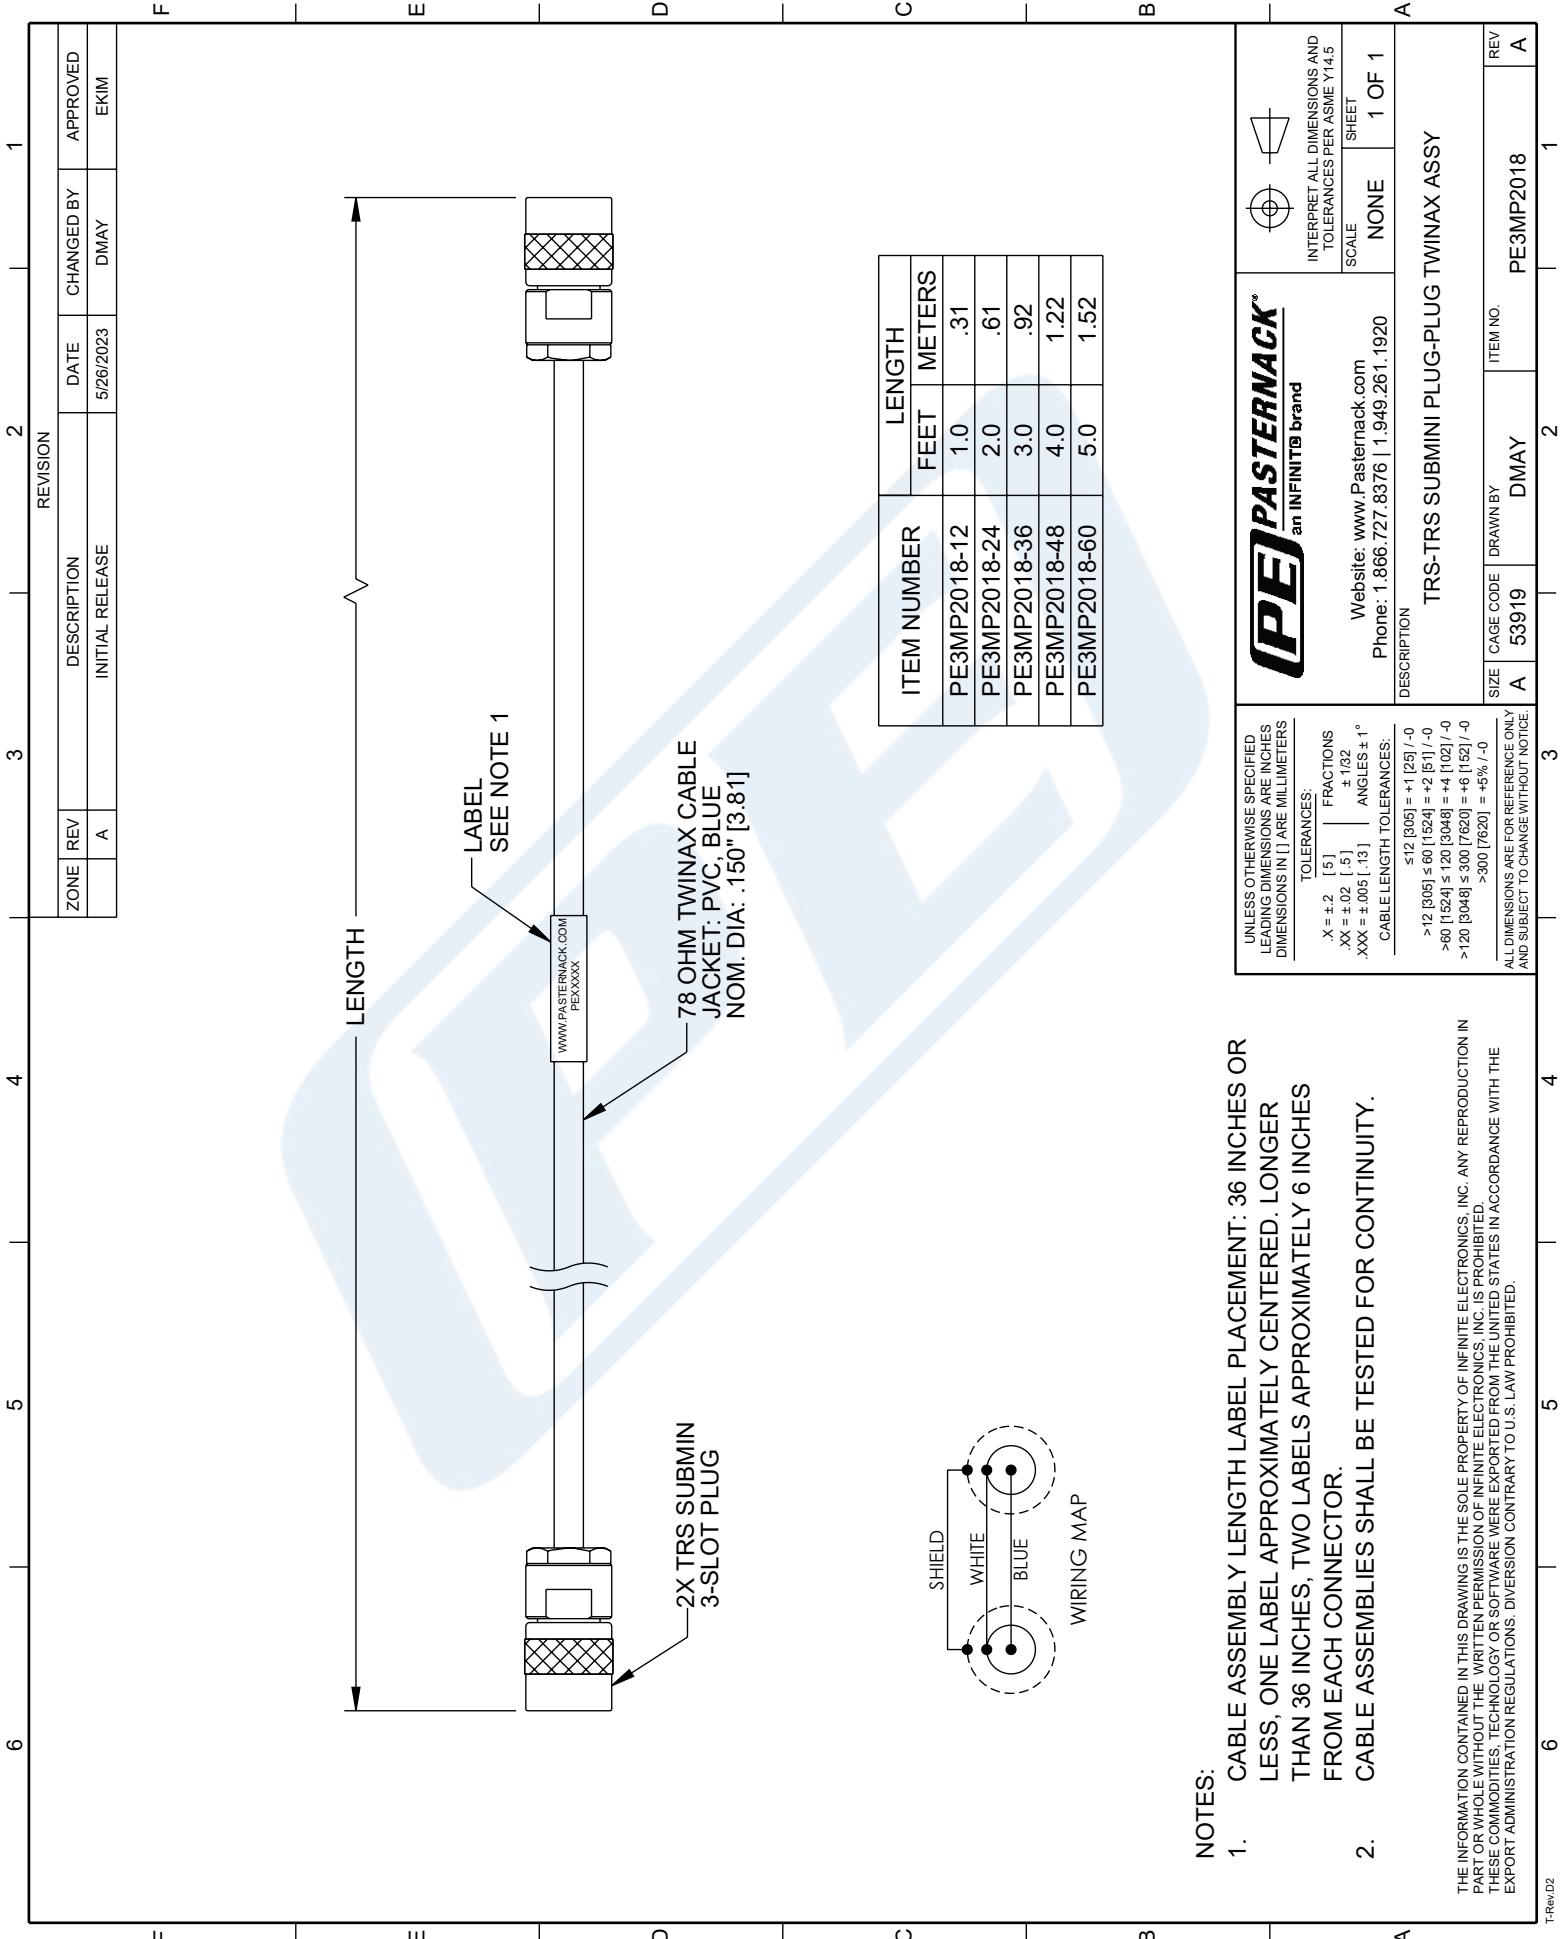 REVISION
ZONE REV DESCRIPTION DATE CHANGED BY APPROVED
A INITIAL RELEASE 5/26/2023 DMAY EKIM
6 5 4 3 2 1
F
E
D
C
B
A
LENGTH
LABEL
SEE NOTE 1
WWW.PASTERNACK.COM
PEXXXXX
78 OHM TWINAX CABLE
JACKET: PVC, BLUE
NOM. DIA: .150" [3.81]
2X TRS SUBMIN
3-SLOT PLUG
SHIELD
WHITE
BLUE
WIRING MAP
ITEM NUMBER LENGTH
FEET METERS
PE3MP2018-12 1.0 .31
PE3MP2018-24 2.0 .61
PE3MP2018-36 3.0 .92
PE3MP2018-48 4.0 1.22
PE3MP2018-60 5.0 1.52
NOTES:
1. CABLE ASSEMBLY LENGTH LABEL PLACEMENT: 36 INCHES OR
LESS, ONE LABEL APPROXIMATELY CENTERED. LONGER
THAN 36 INCHES, TWO LABELS APPROXIMATELY 6 INCHES
FROM EACH CONNECTOR.
2. CABLE ASSEMBLIES SHALL BE TESTED FOR CONTINUITY.
THE INFORMATION CONTAINED IN THIS DRAWING IS THE SOLE PROPERTY OF INFINITE ELECTRONICS, INC. ANY REPRODUCTION IN
PART OR WHOLE WITHOUT THE WRITTEN PERMISSION OF INFINITE ELECTRONICS, INC. IS PROHIBITED.
THESE COMMODITIES, TECHNOLOGY OR SOFTWARE WERE EXPORTED FROM THE UNITED STATES IN ACCORDANCE WITH THE
EXPORT ADMINISTRATION REGULATIONS. DIVERSION CONTRARY TO U.S. LAW PROHIBITED.
UNLESS OTHERWISE SPECIFIED
LEADING DIMENSIONS ARE INCHES
DIMENSIONS IN [ ] ARE MILLIMETERS
TOLERANCES:
.X = ±.2 [5] FRACTIONS
.XX = ±.02 [.5] ± 1/32
.XXX = ±.005 [.13] ANGLES ± 1°
CABLE LENGTH TOLERANCES:
≤12 [305] = +1 [25] / -0
>12 [305] ≤ 60 [1524] = +2 [51] / -0
>60 [1524] ≤ 120 [3048] = +4 [102] / -0
>120 [3048] ≤ 300 [7620] = +6 [152] / -0
>300 [7620] = +5% / -0
ALL DIMENSIONS ARE FOR REFERENCE ONLY
AND SUBJECT TO CHANGE WITHOUT NOTICE.
PE PASTERNACK®
an INFINITE brand
Website: www.Pasternack.com
Phone: 1.866.727.8376 | 1.949.261.1920
INTERPRET ALL DIMENSIONS AND
TOLERANCES PER ASME Y14.5
SCALE NONE
SHEET 1 OF 1
DESCRIPTION
TRS-TRS SUBMINI PLUG-PLUG TWINAX ASSY
SIZE A
CAGE CODE 53919
DRAWN BY DMAY
ITEM NO. PE3MP2018
REV A
6 5 4 3 2 1
F
E
D
C
B
A
T-Rev.D2